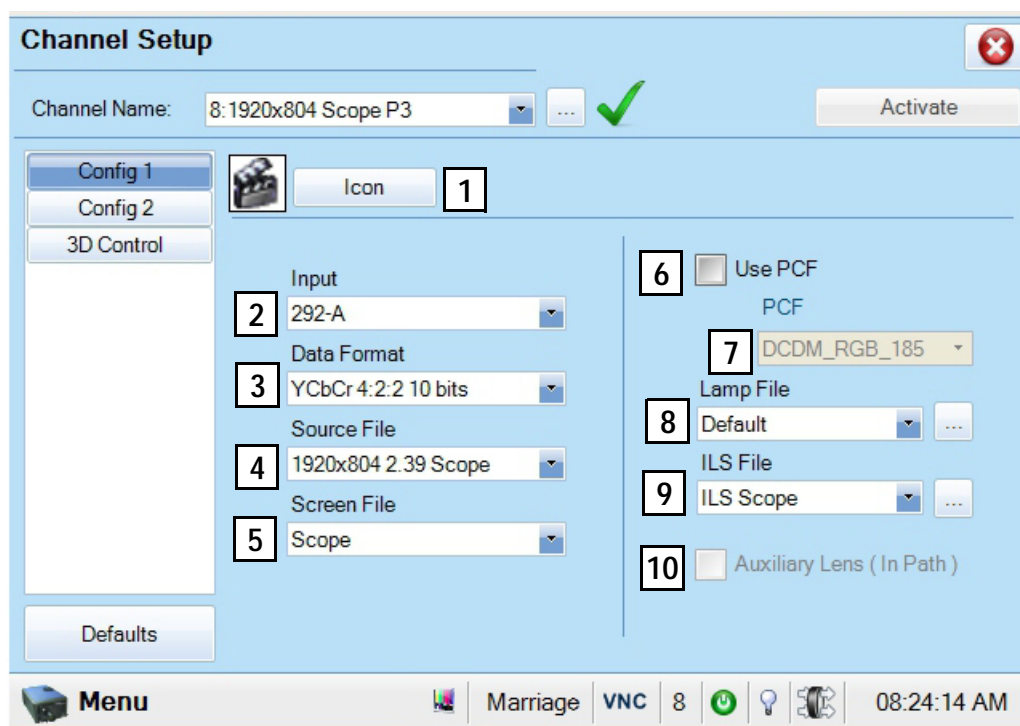 Channel Setup
Channel Name: 8:1920x804 Scope P3 ... Activate
Config 1
Config 2
3D Control
Defaults
Icon 1
Input
2 292-A
Data Format
3 YCbCr 4:2:2 10 bits
Source File
4 1920x804 2.39 Scope
Screen File
5 Scope
6 Use PCF
PCF
7 DCDM_RGB_185
Lamp File
8 Default ...
ILS File
9 ILS Scope ...
10 Auxiliary Lens ( In Path )
Menu Marriage VNC 8 08:24:14 AM